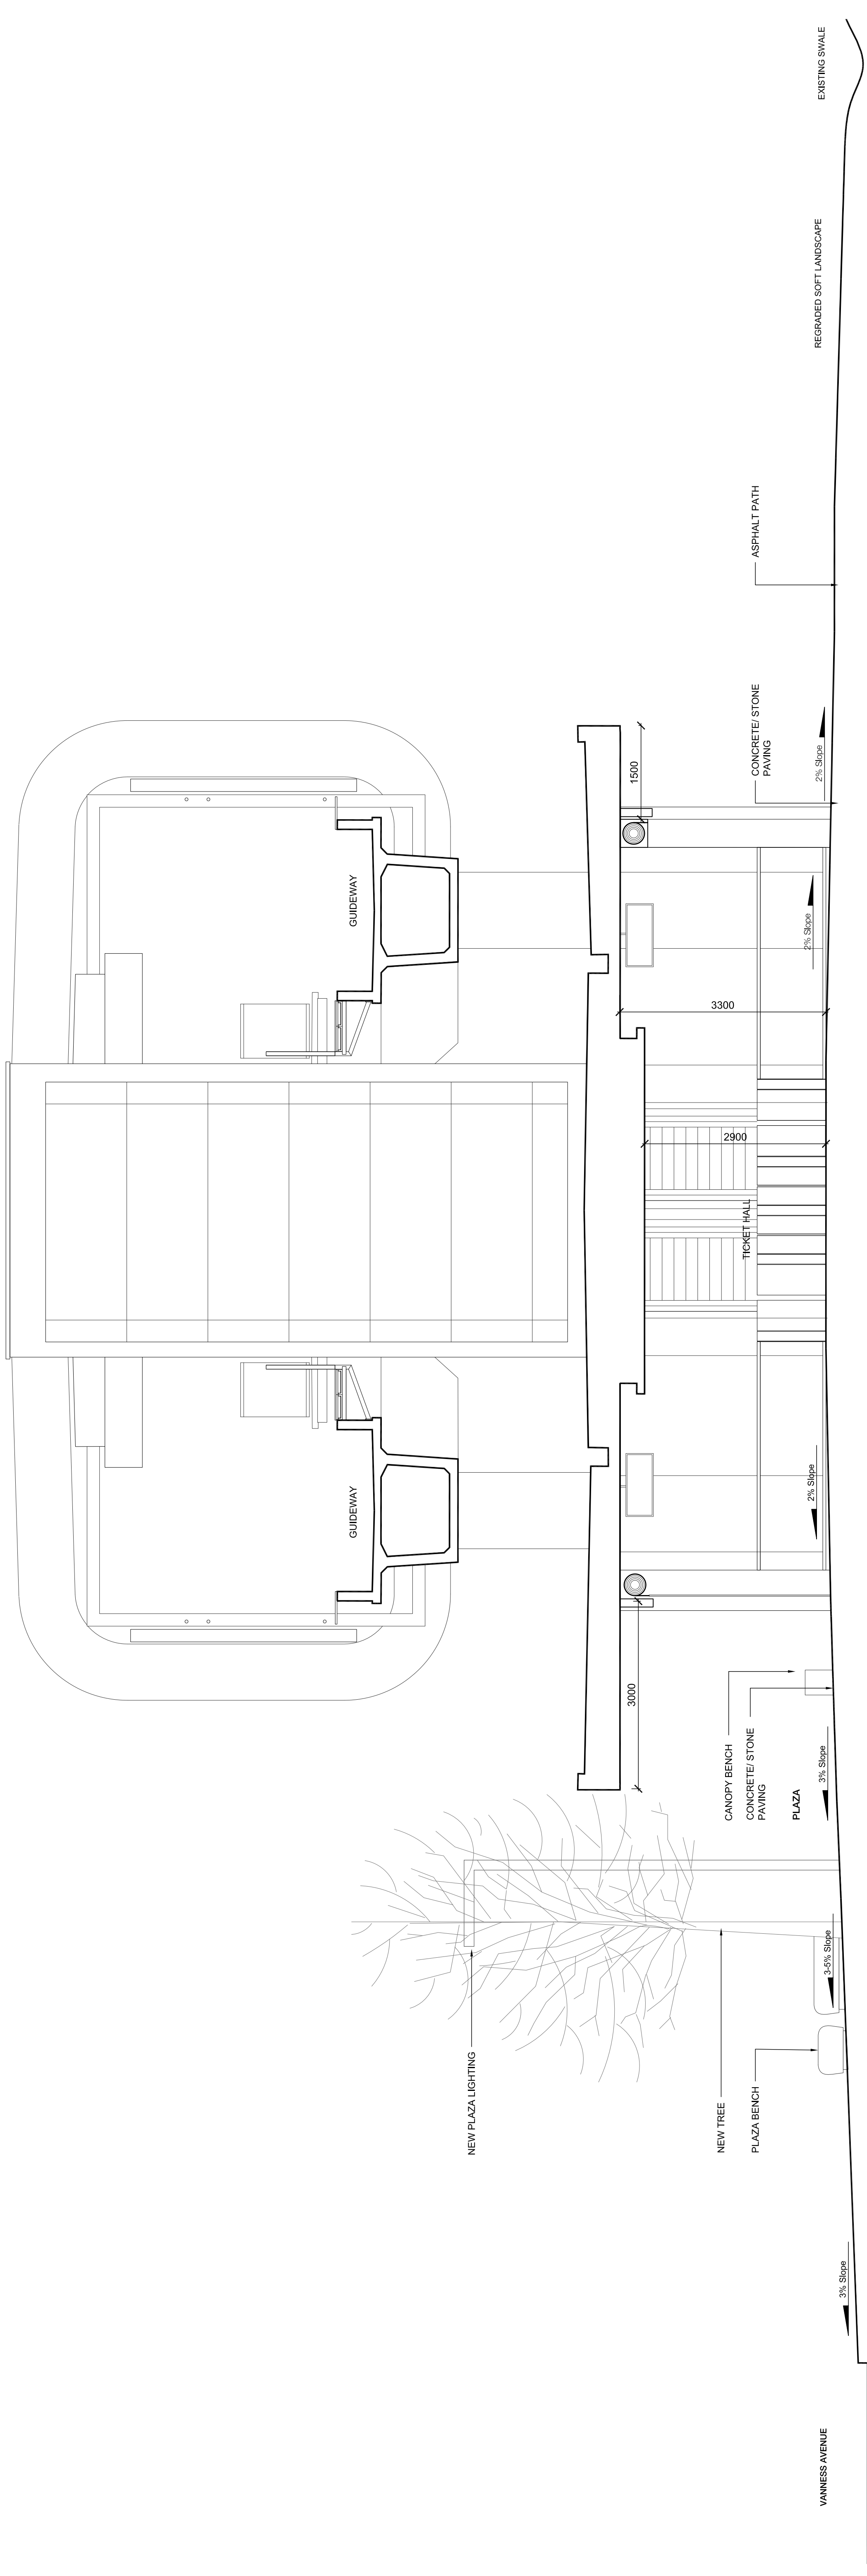 VANNESS AVENUE
3% Slope
NEW PLAZA LIGHTING
NEW TREE
PLAZA BENCH
3-5% Slope
CANOPY BENCH
CONCRETE/ STONE
PAVING
PLAZA
3% Slope
3000
GUIDEWAY
2% Slope
TICKET HALL
2900
3300
GUIDEWAY
2% Slope
1500
2% Slope
CONCRETE/ STONE
PAVING
ASPHALT PATH
REGRADED SOFT LANDSCAPE
EXISTING SWALE